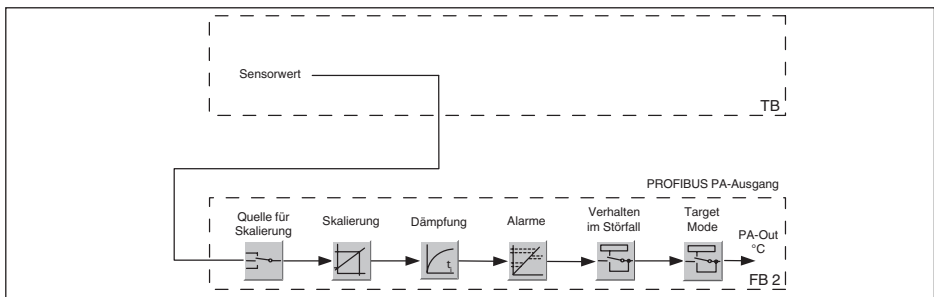 Sensorwert
TB
PROFIBUS PA-Ausgang
Quelle für
Skalierung
Skalierung
Dämpfung
Alarme
Verhalten
im Störfall
Target
Mode
PA-Out
°C
t
FB 2